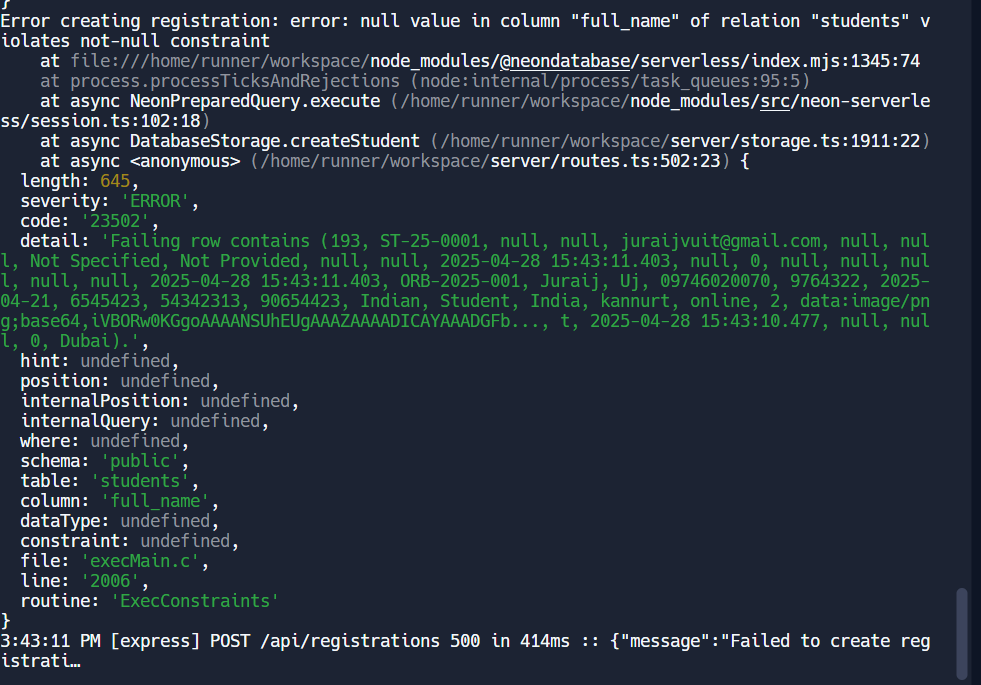 }
Error creating registration: error: null value in column "full_name" of relation "students" v
iolates not-null constraint
    at file:///home/runner/workspace/node_modules/@neondatabase/serverless/index.mjs:1345:74
    at process.processTicksAndRejections (node:internal/process/task_queues:95:5)
    at async NeonPreparedQuery.execute (/home/runner/workspace/node_modules/src/neon-serverle
ss/session.ts:102:18)
    at async DatabaseStorage.createStudent (/home/runner/workspace/server/storage.ts:1911:22)
    at async <anonymous> (/home/runner/workspace/server/routes.ts:502:23) {
  length: 645,
  severity: 'ERROR',
  code: '23502',
  detail: 'Failing row contains (193, ST-25-0001, null, null, juraijvuit@gmail.com, null, nul
l, Not Specified, Not Provided, null, null, 2025-04-28 15:43:11.403, null, 0, null, null, nul
l, null, null, 2025-04-28 15:43:11.403, ORB-2025-001, Juraij, Uj, 09746020070, 9764322, 2025-
04-21, 6545423, 54342313, 90654423, Indian, Student, India, kannurt, online, 2, data:image/pn
g;base64,iVBORw0KGgoAAAANSUhEUgAAAZAAAADICAYAAADGFb..., t, 2025-04-28 15:43:10.477, null, nul
l, 0, Dubai).',
  hint: undefined,
  position: undefined,
  internalPosition: undefined,
  internalQuery: undefined,
  where: undefined,
  schema: 'public',
  table: 'students',
  column: 'full_name',
  dataType: undefined,
  constraint: undefined,
  file: 'execMain.c',
  line: '2006',
  routine: 'ExecConstraints'
}
3:43:11 PM [express] POST /api/registrations 500 in 414ms :: {"message":"Failed to create reg
istrati…